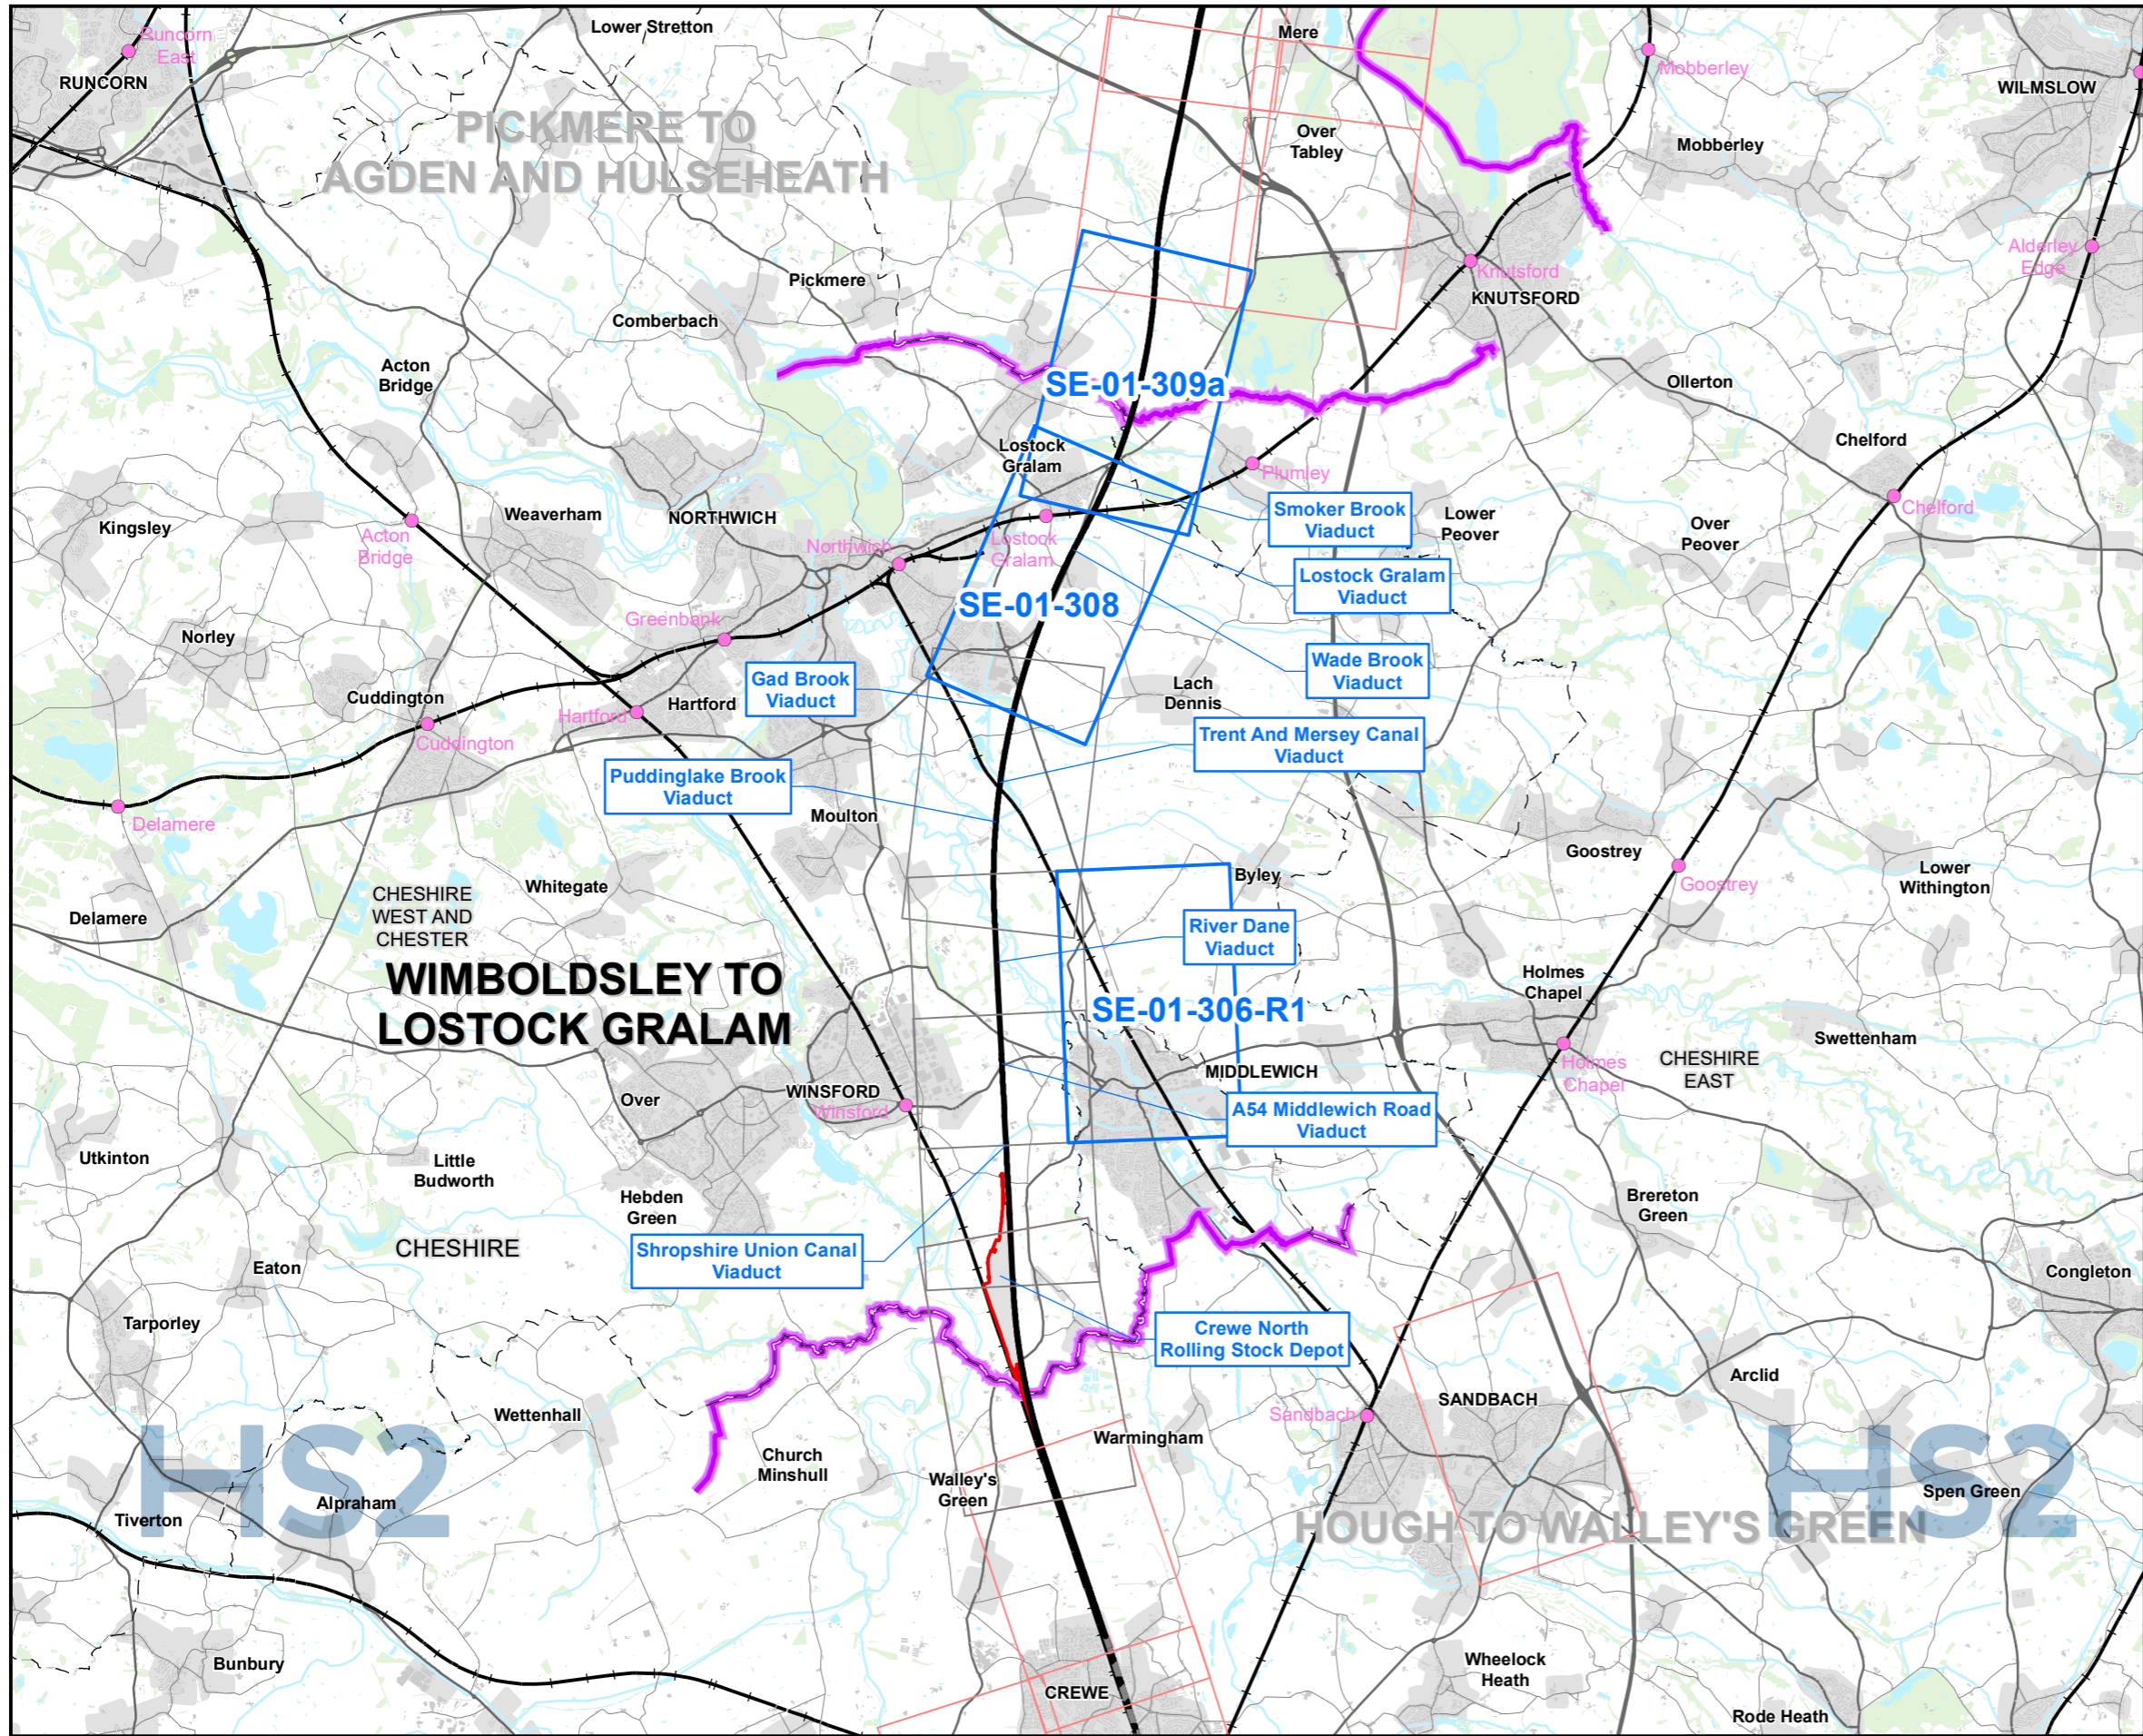 Lower Stretton
Mere
Runcorn
East
RUNCORN
Mobberley
WILMSLOW
PICKMERE TO
AGDEN AND HULSEHEATH
Over
Tabley
Mobberley
Alderley
Edge
Knutsford
KNUTSFORD
Pickmere
Comberbach
Acton
Bridge
SE-01-309a
Ollerton
Chelford
Lostock
Gralam
Plumley
Chelford
Kingsley
Weaverham
NORTHWICH
Acton
Bridge
Northwich
Lostock
Gralam
Smoker Brook
Viaduct
Lower
Peover
Over
Peover
Lostock Gralam
Viaduct
SE-01-308
Norley
Greenbank
Wade Brook
Viaduct
Gad Brook
Viaduct
Lach
Dennis
Cuddington
Hartford
Hartford
Cuddington
Trent And Mersey Canal
Viaduct
Puddinglake Brook
Viaduct
Delamere
Moulton
Goostrey
Goostrey
Lower
Withington
Byley
Whitegate
CHESHIRE
WEST AND
CHESTER
Delamere
River Dane
Viaduct
WIMBOLDSLEY TO
LOSTOCK GRALAM
Holmes
Chapel
SE-01-306-R1
Swettenham
Holmes
Chapel
CHESHIRE
EAST
MIDDLEWICH
WINSFORD
Winsford
Over
A54 Middlewich Road
Viaduct
Utkinton
Little
Budworth
Hebden
Green
Brereton
Green
CHESHIRE
Shropshire Union Canal
Viaduct
Eaton
Congleton
Tarporley
Crewe North
Rolling Stock Depot
Arclid
SANDBACH
Sandbach
Wettenhall
Warmingham
Church
Minshull
Walley's
Green
HS2
HS2
Alpraham
Tiverton
Spen Green
HOUGH TO WALLEY'S GREEN
Bunbury
Wheelock
Heath
CREWE
Rode Heath